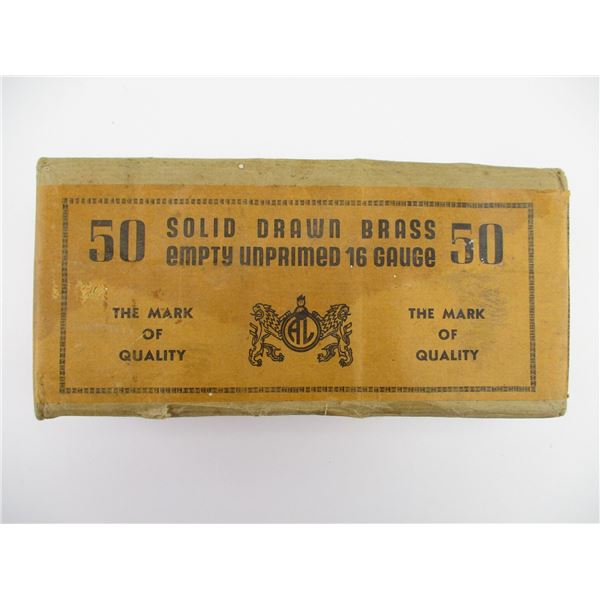 50 SOLID DRAWN BRASS 50
EMPTY UNPRIMED 16 GAUGE
THE MARK
OF
QUALITY
AL
THE MARK
OF
QUALITY